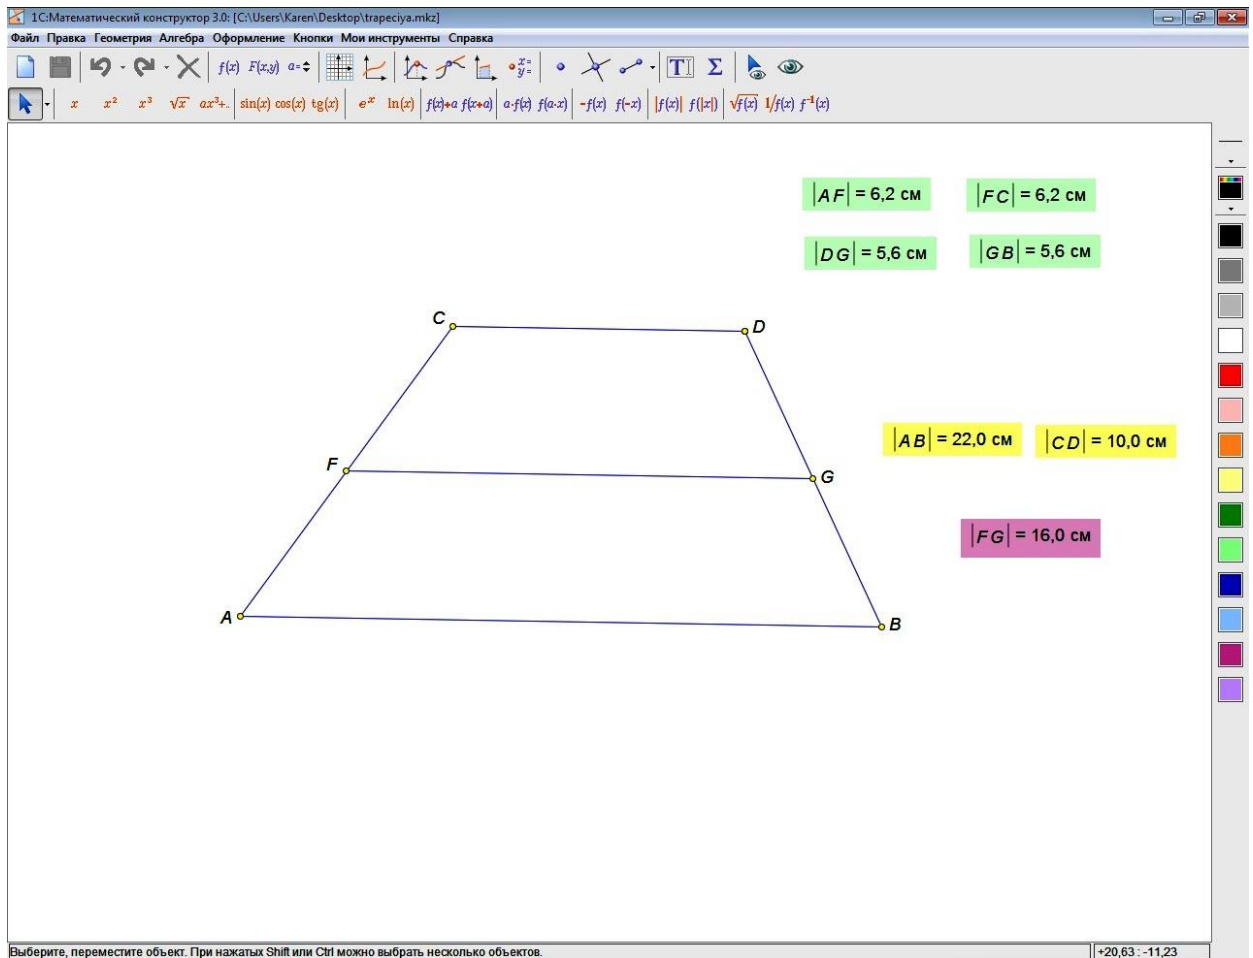 1С:Математический конструктор 3.0: [C:\Users\Karen\Desktop\trapeciya.mkz]
Файл Правка Геометрия Алгебра Оформление Кнопки Мои инструменты Справка
f(x) F(x,y) a= x= y= T Σ
x x² x³ √x ax³+.. sin(x) cos(x) tg(x) eˣ ln(x) f(x)+a f(x+a) a·f(x) f(a·x) -f(x) f(-x) |f(x)| f(|x|) √f(x) 1/f(x) f⁻¹(x)
|AF| = 6,2 см |FC| = 6,2 см
|DG| = 5,6 см |GB| = 5,6 см
C D
|AB| = 22,0 см |CD| = 10,0 см
F G
|FG| = 16,0 см
A B
Выберите, переместите объект. При нажатых Shift или Ctrl можно выбрать несколько объектов. +20,63 : -11,23